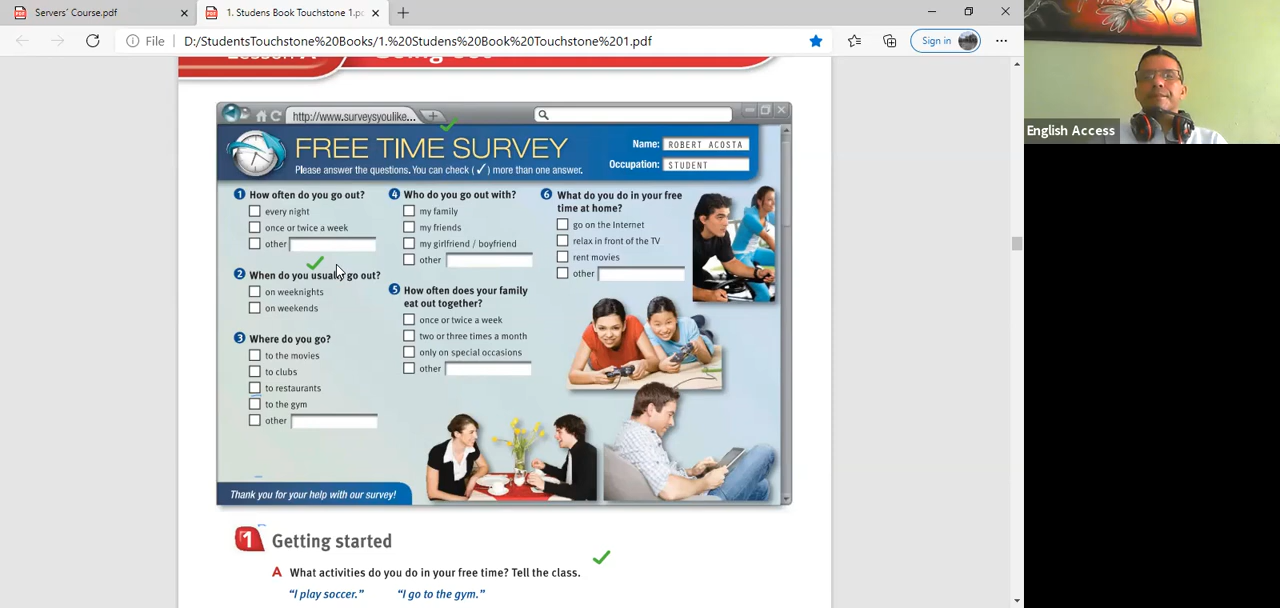 Servers' Course.pdf
1. Studens Book Touchstone 1.pd
File
D:/StudentsTouchstone%20Books/1.%20Studens%20Book%20Touchstone%201.pdf
Sign in
English Access
http://www.surveysyoulike...
FREE TIME SURVEY
Please answer the questions. You can check (✓) more than one answer.
Name: ROBERT ACOSTA
Occupation: STUDENT
1 How often do you go out?
every night
once or twice a week
other
2 When do you usually go out?
on weeknights
on weekends
3 Where do you go?
to the movies
to clubs
to restaurants
to the gym
other
4 Who do you go out with?
my family
my friends
my girlfriend / boyfriend
other
5 How often does your family
eat out together?
once or twice a week
two or three times a month
only on special occasions
other
6 What do you do in your free
time at home?
go on the Internet
relax in front of the TV
rent movies
other
Thank you for your help with our survey!
1 Getting started
A What activities do you do in your free time? Tell the class.
"I play soccer." "I go to the gym."